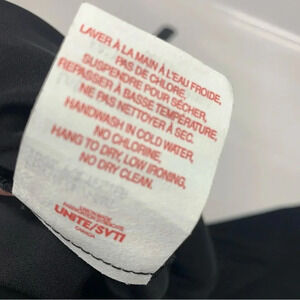 LAVER À LA MAIN À L'EAU FROIDE,
PAS DE CHLORE,
SUSPENDRE POUR SÉCHER,
REPASSER À BASSE TEMPÉRATURE,
NE PAS NETTOYER À SEC.
HANDWASH IN COLD WATER,
NO CHLORINE,
HANG TO DRY, LOW IRONING,
NO DRY CLEAN.
UNITE/SVTI
CANADA